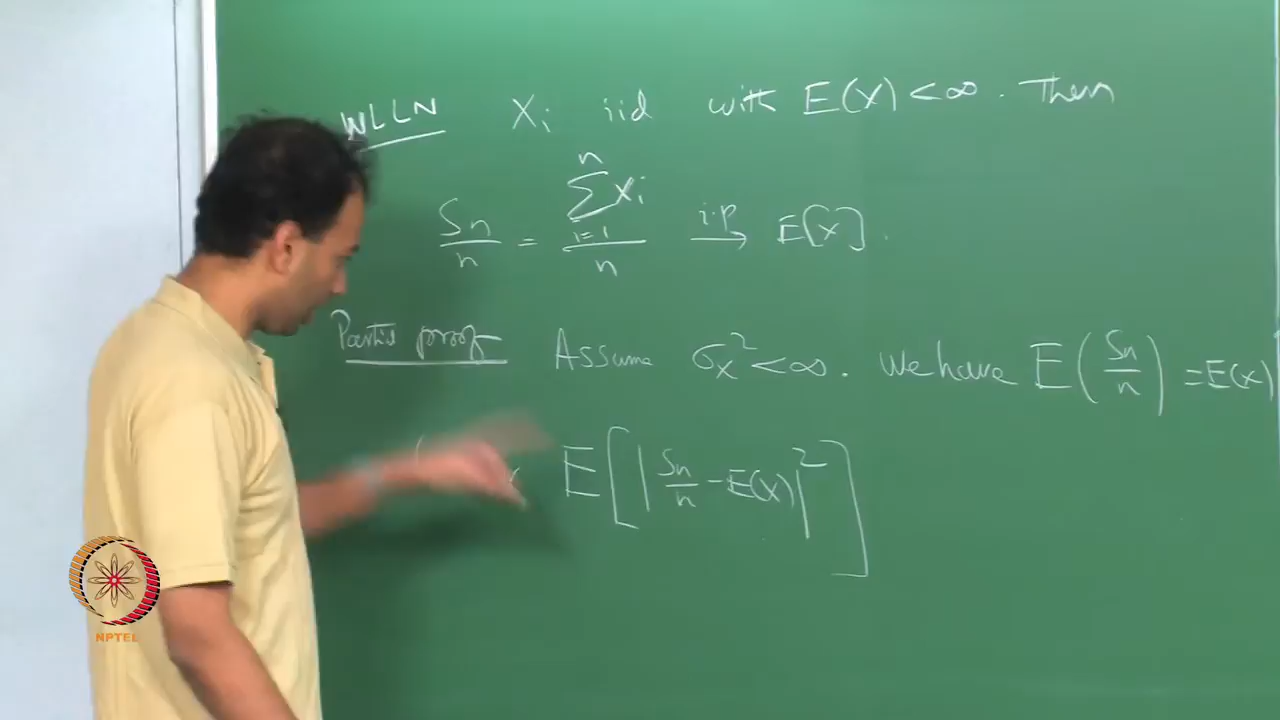 WLLN Xi iid with E(X) < ∞. Then
Sn/n = ∑_{i=1}^{n} Xi / n —i.p→ E[X].
Partial proof Assume σx² < ∞. We have E(Sn/n) = E(X)
E[|Sn/n − E(X)|²]
NPTEL